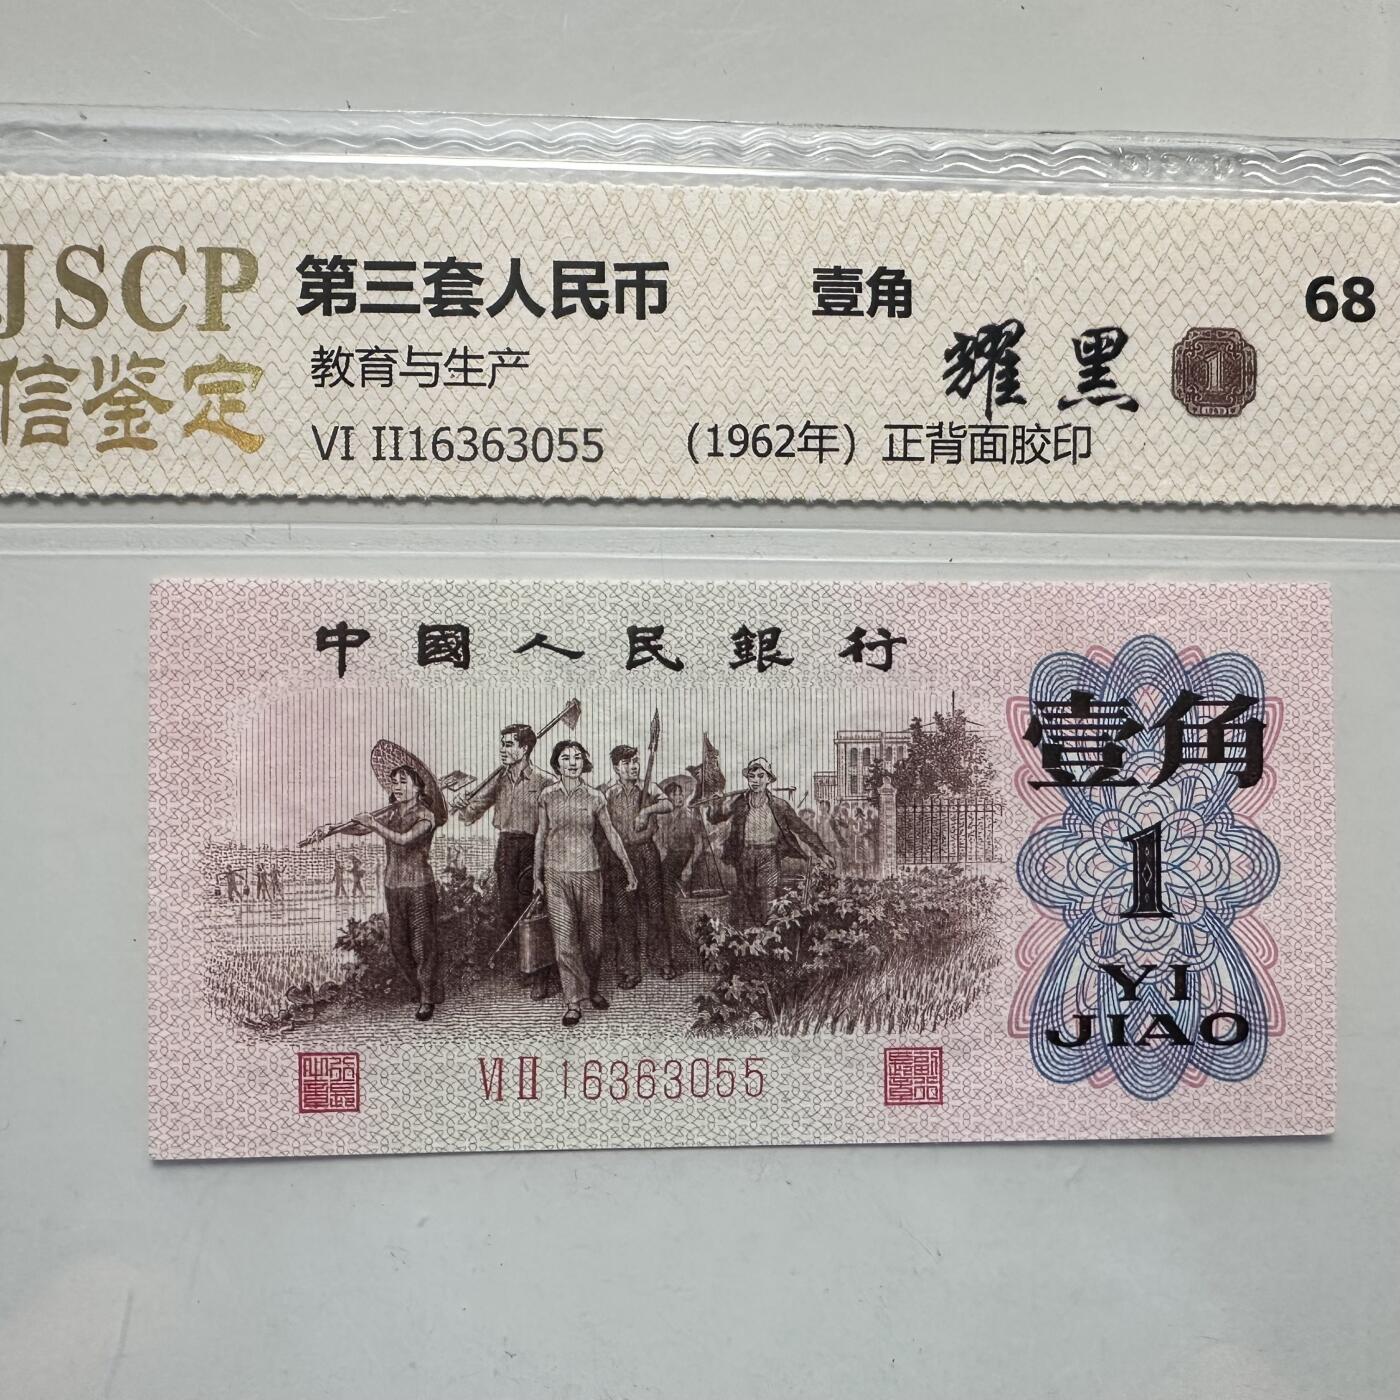 JSCP
信鉴定
第三套人民币 壹角 68
教育与生产
耀黑 1
VI II16363055 (1962年) 正背面胶印
中國人民銀行
壹角
1
YI
JIAO
VI II 16363055